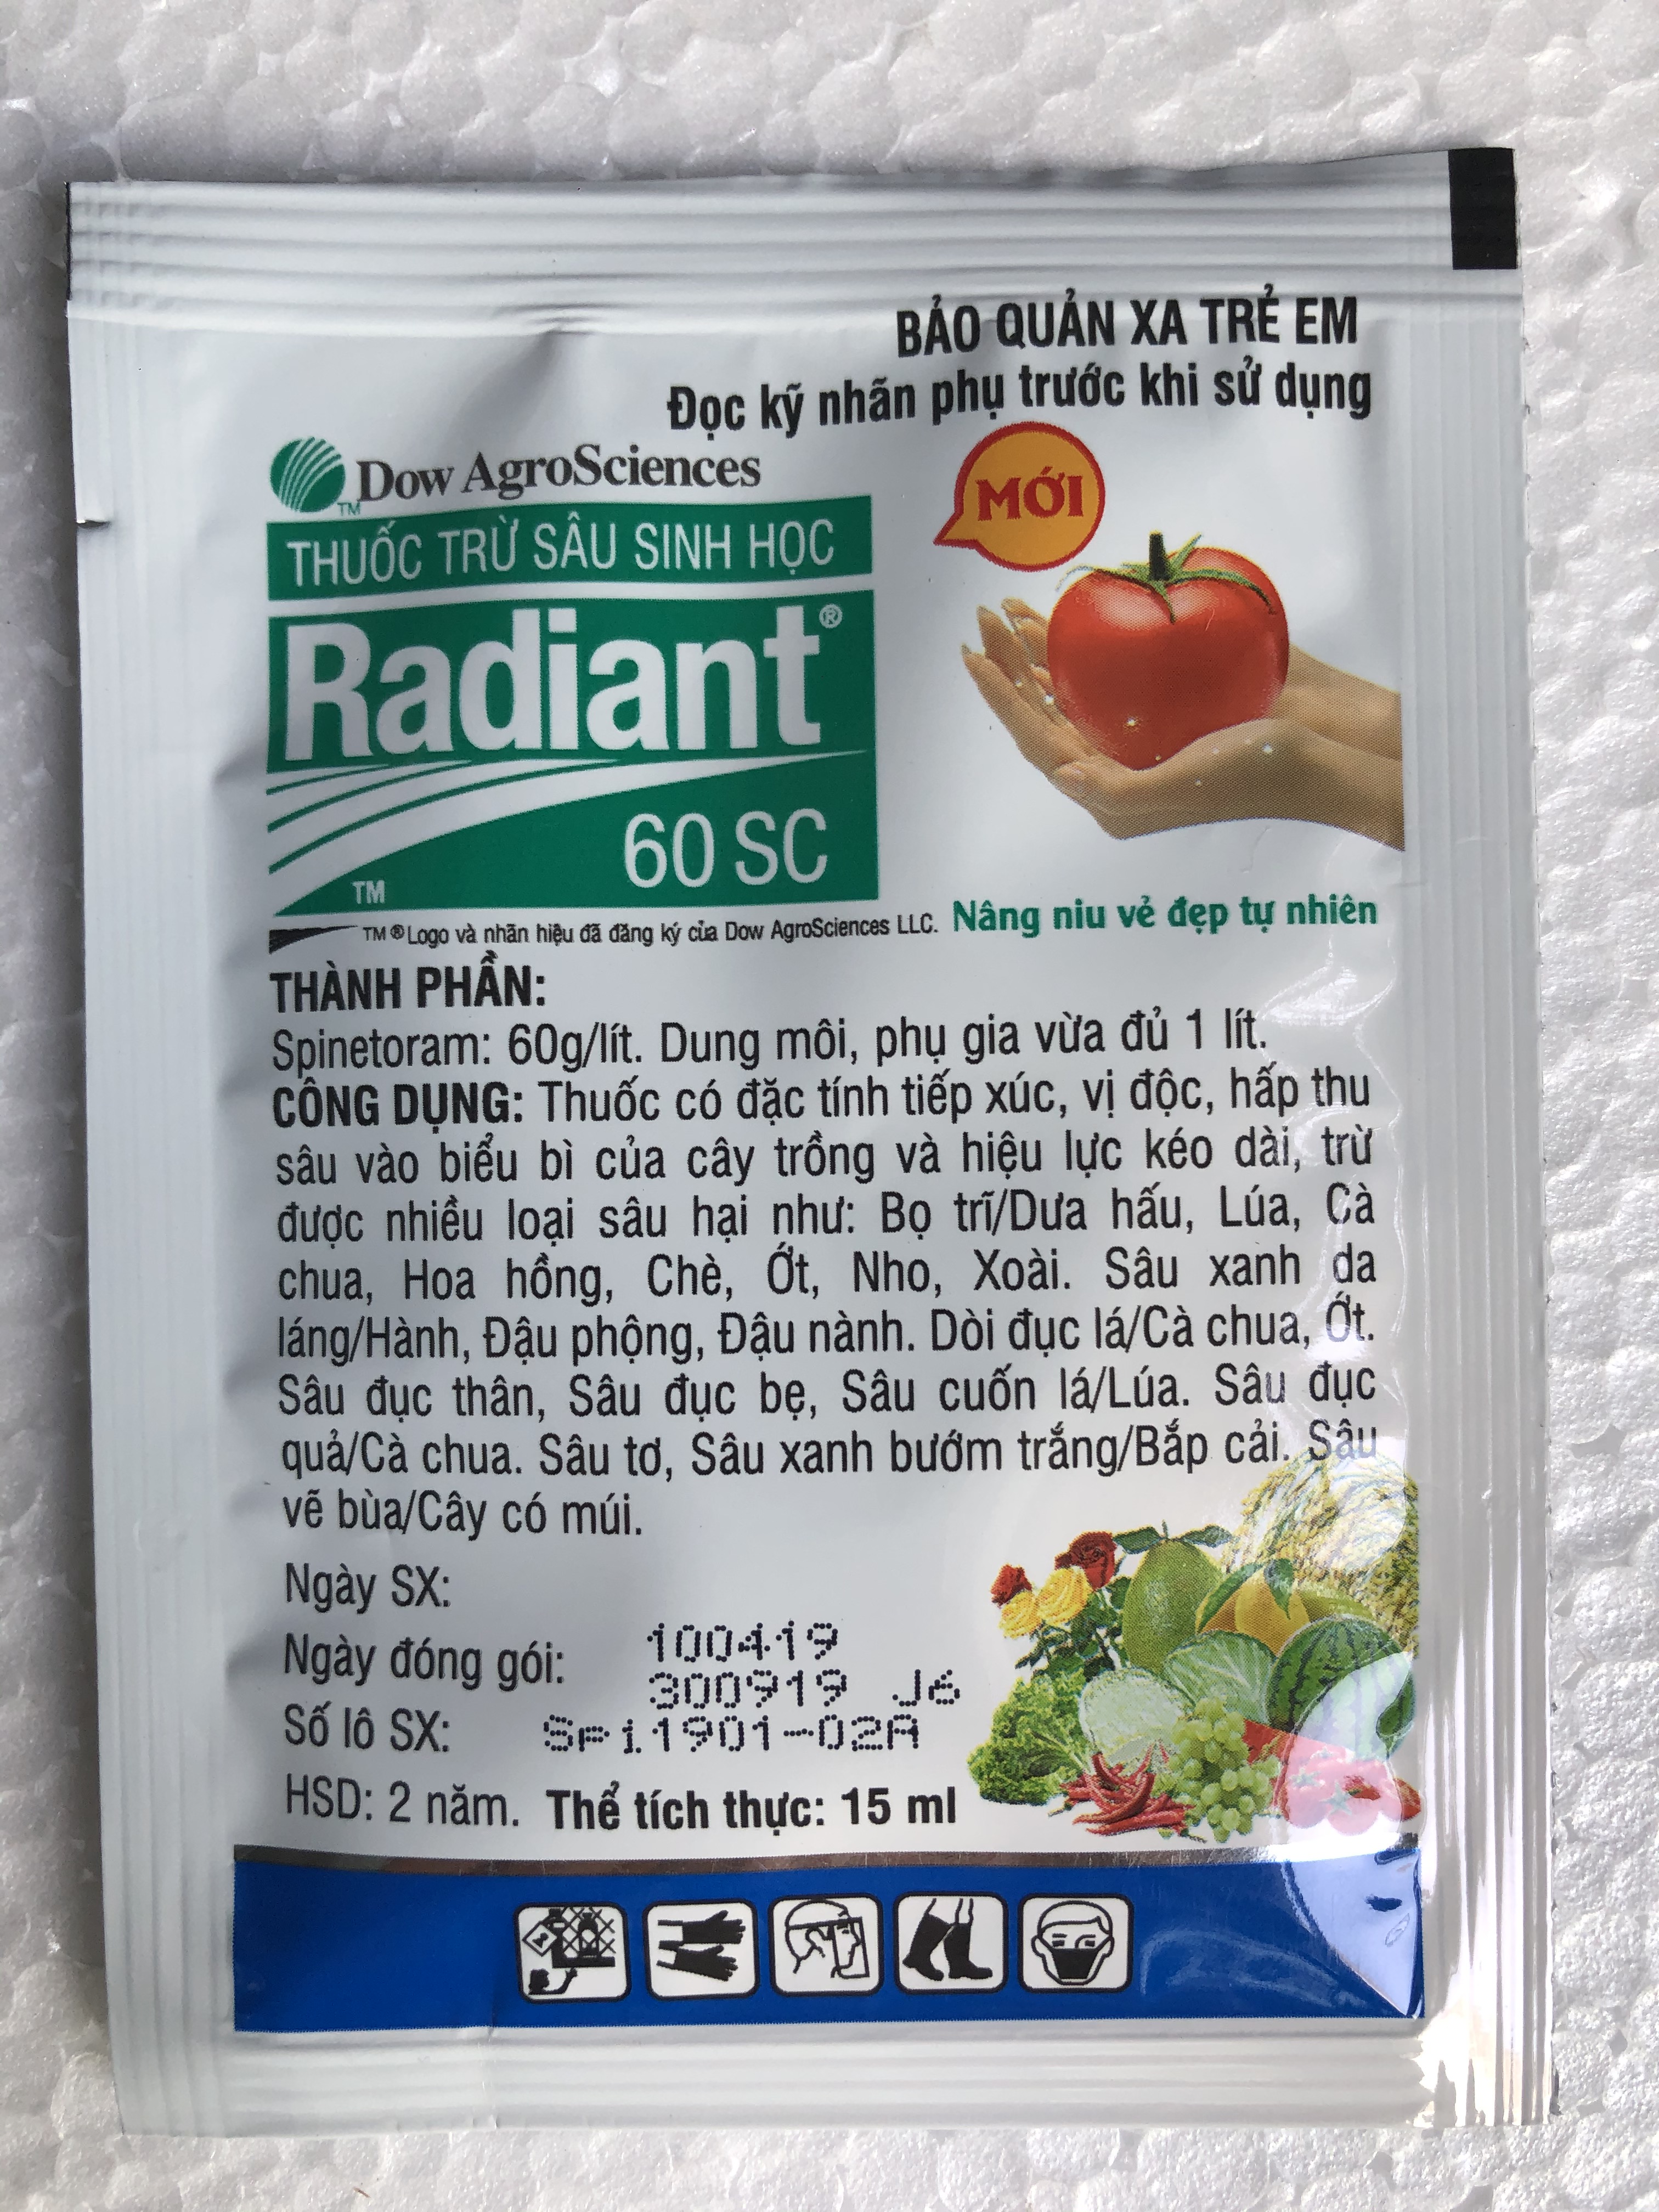 BẢO QUẢN XA TRẺ EM
Đọc kỹ nhãn phụ trước khi sử dụng
Dow AgroSciences
TM
MỚI
THUỐC TRỪ SÂU SINH HỌC
Radiant®
60 SC
TM
TM ® Logo và nhãn hiệu đã đăng ký của Dow AgroSciences LLC.
Nâng niu vẻ đẹp tự nhiên
THÀNH PHẦN:
Spinetoram: 60g/lít. Dung môi, phụ gia vừa đủ 1 lít.
CÔNG DỤNG: Thuốc có đặc tính tiếp xúc, vị độc, hấp thu
sâu vào biểu bì của cây trồng và hiệu lực kéo dài, trừ
được nhiều loại sâu hại như: Bọ trĩ/Dưa hấu, Lúa, Cà
chua, Hoa hồng, Chè, Ớt, Nho, Xoài. Sâu xanh da
láng/Hành, Đậu phộng, Đậu nành. Dòi đục lá/Cà chua, Ớt.
Sâu đục thân, Sâu đục bẹ, Sâu cuốn lá/Lúa. Sâu đục
quả/Cà chua. Sâu tơ, Sâu xanh bướm trắng/Bắp cải. Sâu
vẽ bùa/Cây có múi.
Ngày SX:
Ngày đóng gói: 100419
300919 J6
Số lô SX: Spi1901-02A
HSD: 2 năm. Thể tích thực: 15 ml